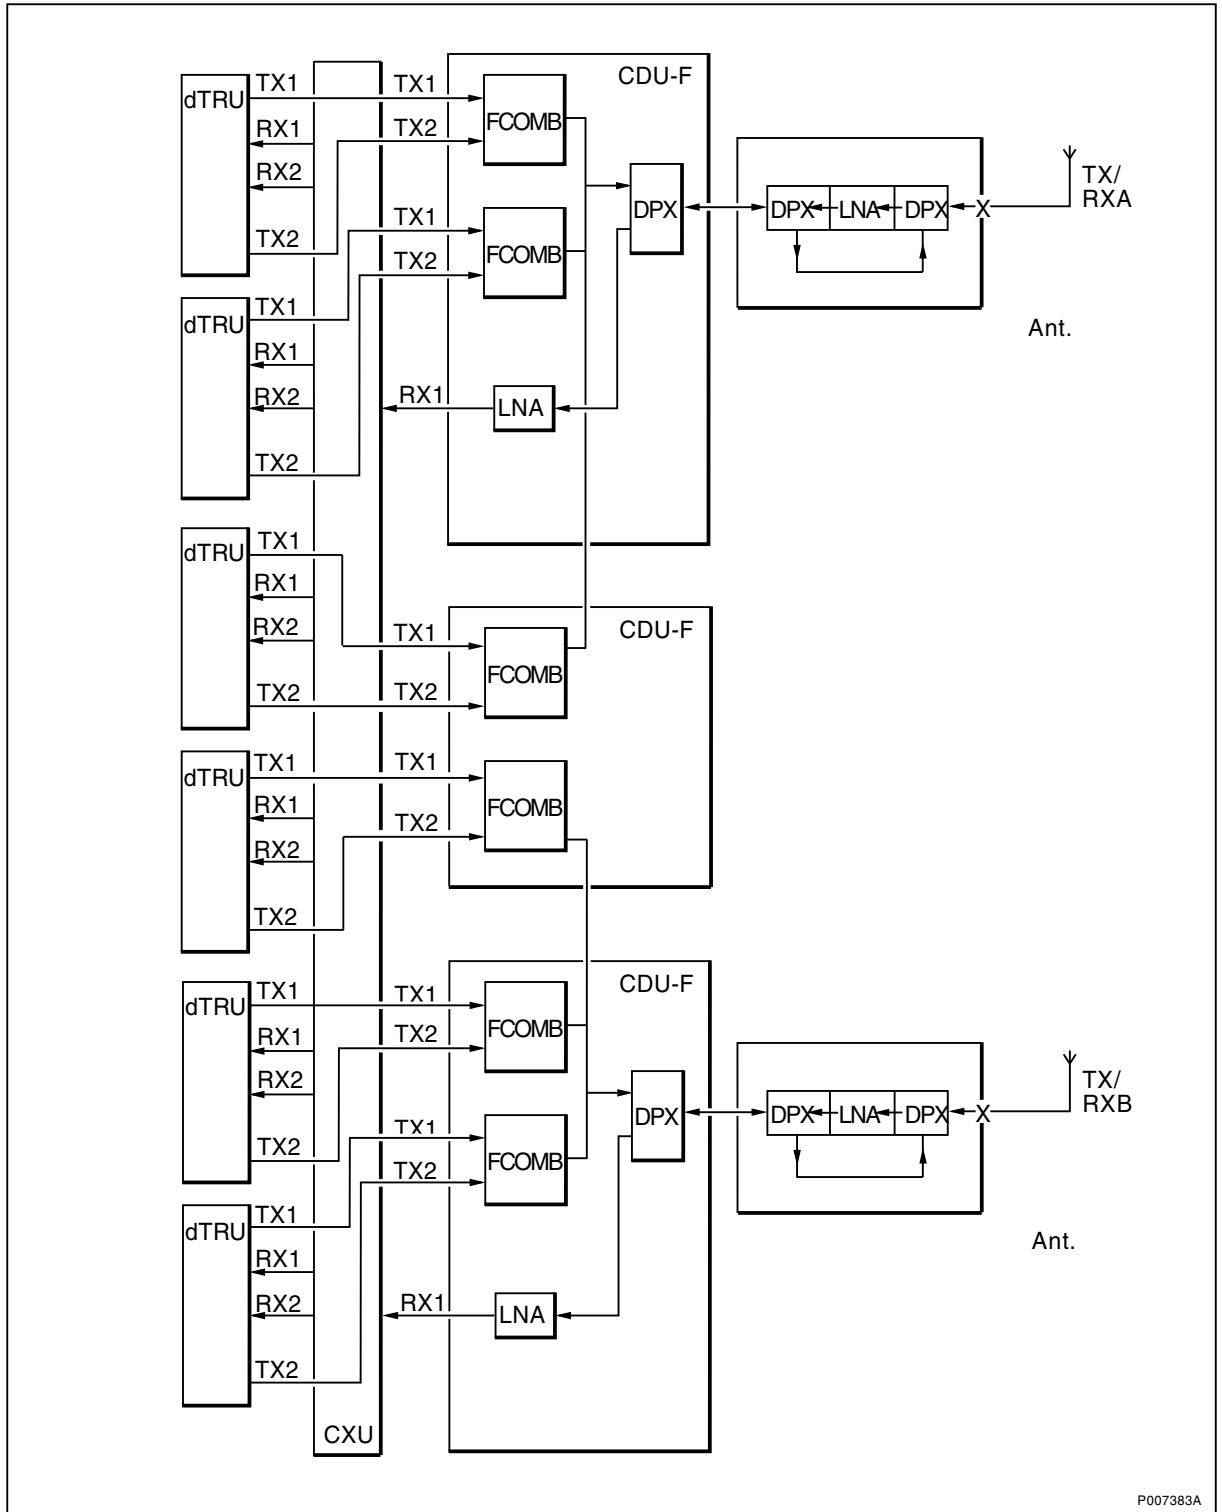 CDU-F
dTRU
TX1
TX1
FCOMB
RX1
TX2
RX2
TX2
DPX
DPX
LNA
DPX
X
TX/
RXA
TX1
FCOMB
TX2
dTRU
TX1
RX1
RX2
TX2
RX1
LNA
Ant.
dTRU
TX1
RX1
RX2
TX2
CDU-F
TX1
FCOMB
TX2
dTRU
TX1
RX1
RX2
TX2
TX1
FCOMB
TX2
CDU-F
dTRU
TX1
RX1
RX2
TX2
TX1
FCOMB
TX2
DPX
DPX
LNA
DPX
X
TX/
RXB
TX1
FCOMB
TX2
dTRU
TX1
RX1
RX2
TX2
RX1
LNA
Ant.
CXU
P007383A